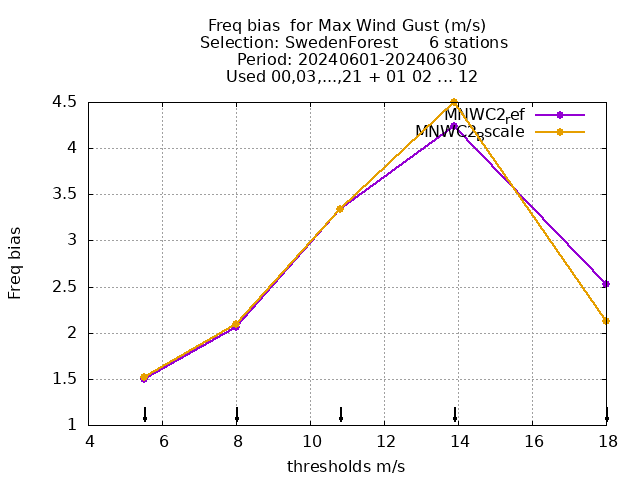 Freq bias  for Max Wind Gust (m/s)
Selection: SwedenForest      6 stations
Period: 20240601-20240630
Used 00,03,...,21 + 01 02 ... 12
MNWC2_ref
MNWC2_scale
4.5
4
3.5
3
2.5
2
1.5
1
Freq bias
4 6 8 10 12 14 16 18
thresholds m/s